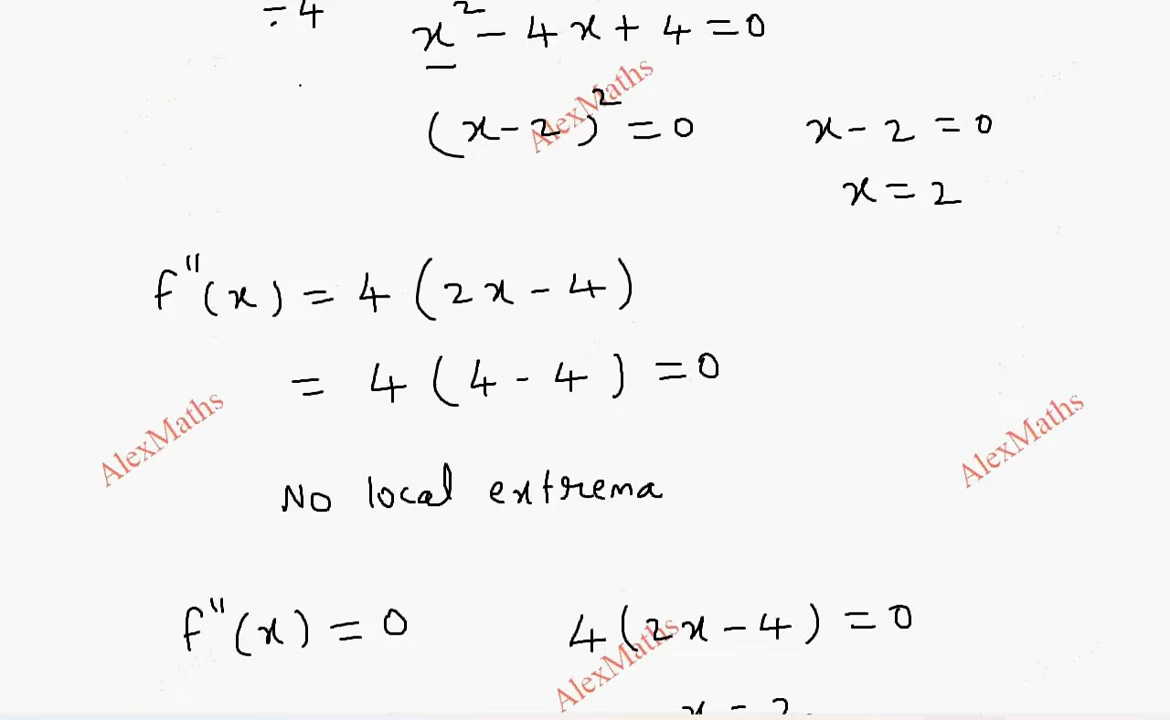 ÷4 x² - 4x + 4 = 0
(x-2)² = 0 x - 2 = 0
x = 2
f"(x) = 4(2x - 4)
= 4(4 - 4) = 0
No local extrema
f"(x) = 0 4(2x - 4) = 0
x = 2
AlexMaths
AlexMaths
AlexMaths
AlexMaths